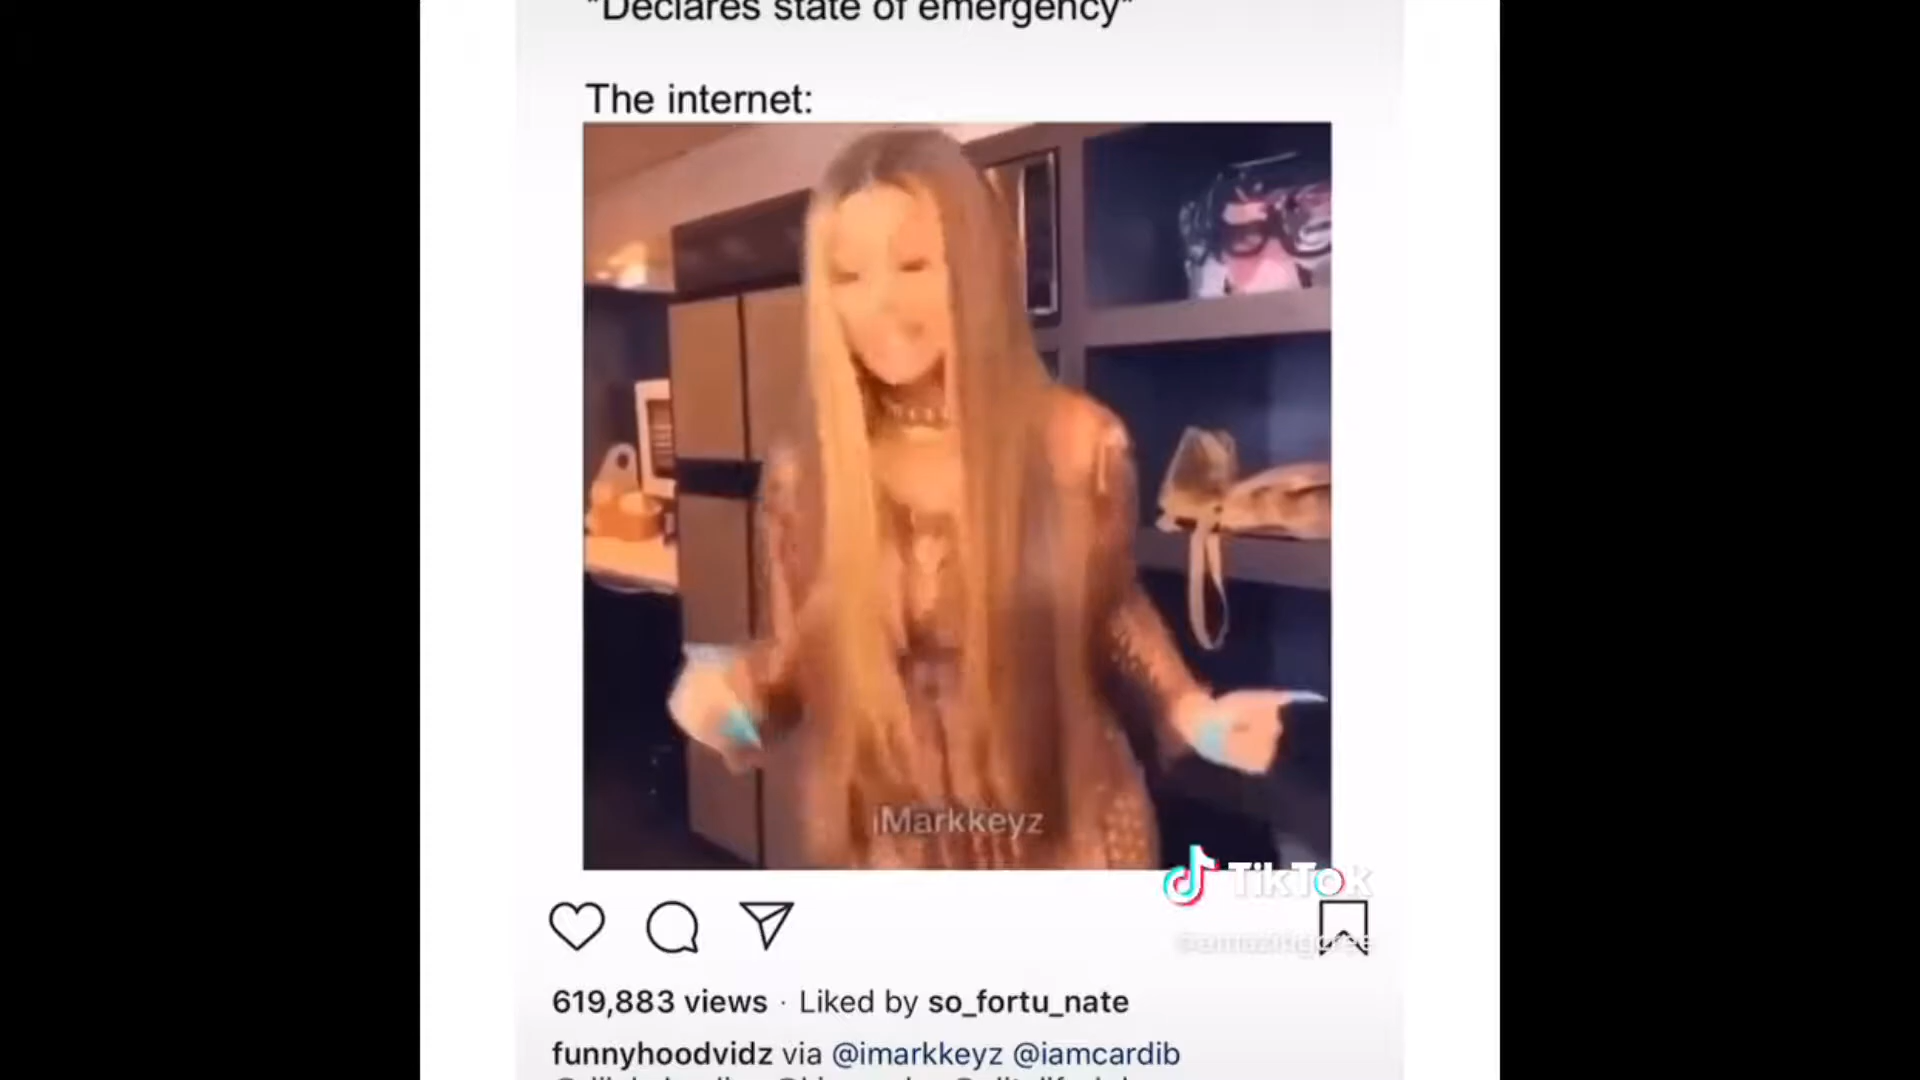 "Declares state of emergency"
The internet:
iMarkkeyz
TikTok
619,883 views · Liked by so_fortu_nate
funnyhoodvidz via @imarkkeyz @iamcardib